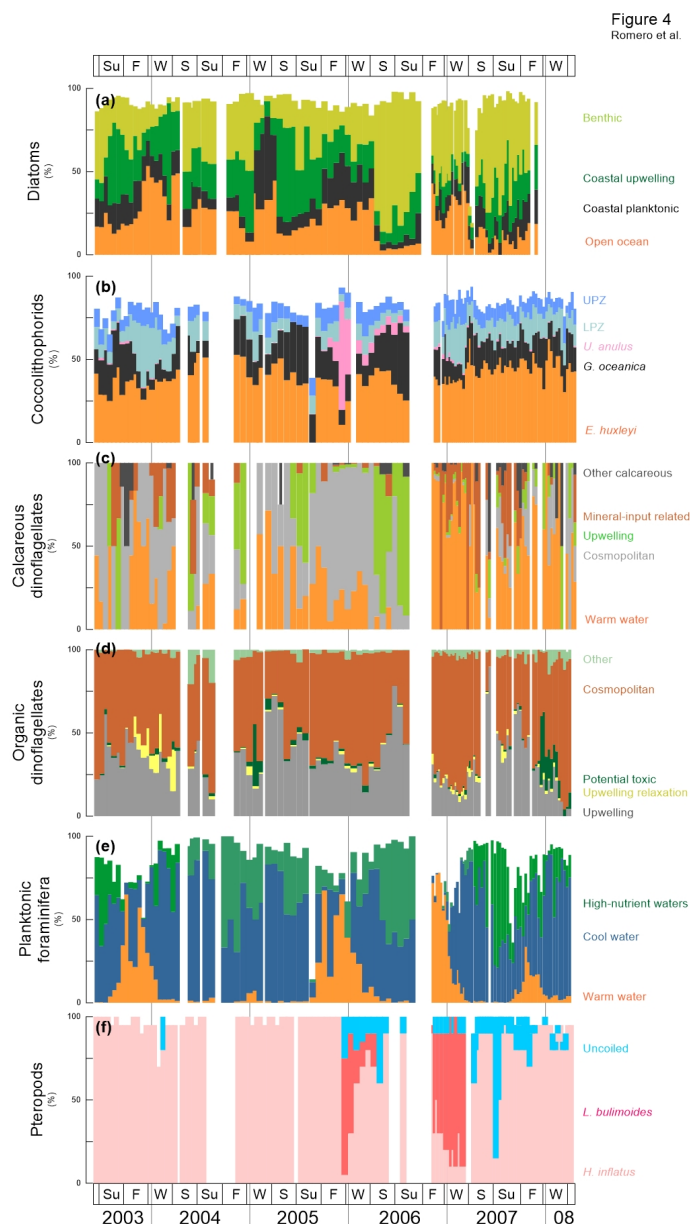 Figure 4
Romero et al.
Su F W S Su F W S Su F W S Su F W S Su F W
(a)
100
50
0
Diatoms
(%)
Benthic
Coastal upwelling
Coastal planktonic
Open ocean
(b)
100
50
0
Coccolithophorids
(%)
UPZ
LPZ
U. anulus
G. oceanica
E. huxleyi
(c)
100
50
0
Calcareous
dinoflagellates
(%)
Other calcareous
Mineral-input related
Upwelling
Cosmopolitan
Warm water
(d)
100
50
0
Organic
dinoflagellates
(%)
Other
Cosmopolitan
Potential toxic
Upwelling relaxation
Upwelling
(e)
100
50
0
Planktonic
foraminifera
(%)
High-nutrient waters
Cool water
Warm water
(f)
100
50
0
Pteropods
(%)
Uncoiled
L. bulimoides
H. inflatus
Su F W S Su F W S Su F W S Su F W S Su F W
2003 2004 2005 2006 2007 08